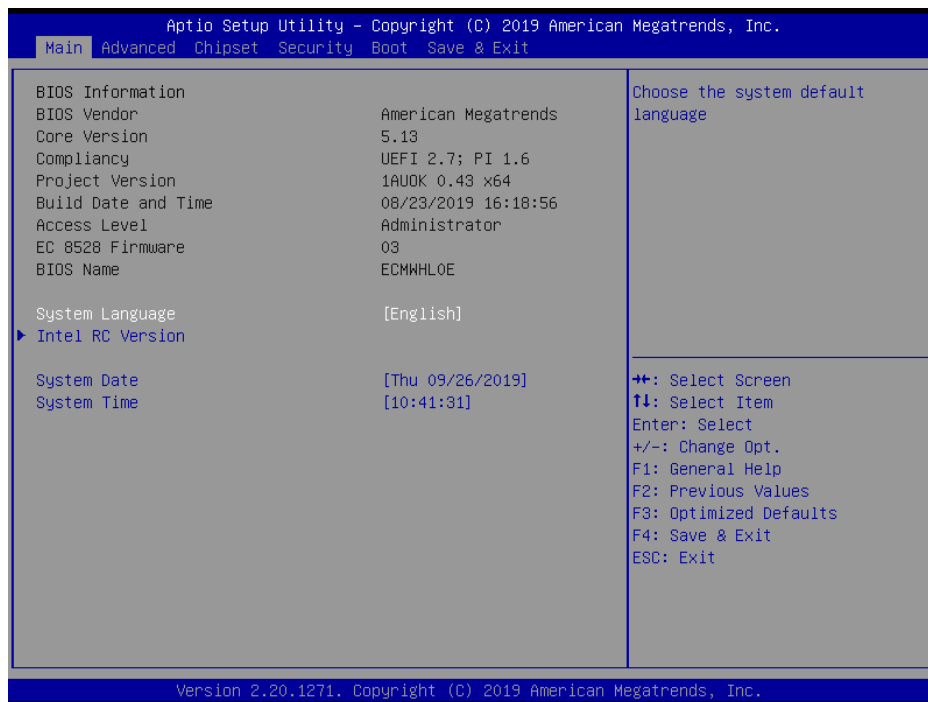 Aptio Setup Utility – Copyright (C) 2019 American Megatrends, Inc.
Main Advanced Chipset Security Boot Save & Exit
BIOS Information
BIOS Vendor American Megatrends
Core Version 5.13
Compliancy UEFI 2.7; PI 1.6
Project Version 1AUOK 0.43 x64
Build Date and Time 08/23/2019 16:18:56
Access Level Administrator
EC 8528 Firmware 03
BIOS Name ECMWHL0E
System Language [English]
Intel RC Version
System Date [Thu 09/26/2019]
System Time [10:41:31]
Choose the system default
language
→←: Select Screen
↑↓: Select Item
Enter: Select
+/-: Change Opt.
F1: General Help
F2: Previous Values
F3: Optimized Defaults
F4: Save & Exit
ESC: Exit
Version 2.20.1271. Copyright (C) 2019 American Megatrends, Inc.